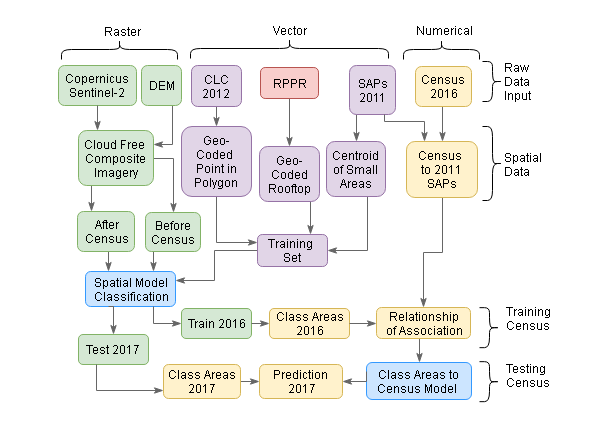 Raster
Vector
Numerical
Copernicus
Sentinel-2
DEM
CLC
2012
RPPR
SAPs
2011
Census
2016
Raw
Data
Input
Cloud Free
Composite
Imagery
Geo-
Coded
Point in
Polygon
Geo-
Coded
Rooftop
Centroid
of Small
Areas
Census
to 2011
SAPs
Spatial
Data
After
Census
Before
Census
Training
Set
Spatial Model
Classification
Train 2016
Class Areas
2016
Relationship
of Association
Training
Census
Test 2017
Class Areas
2017
Prediction
2017
Class Areas to
Census Model
Testing
Census